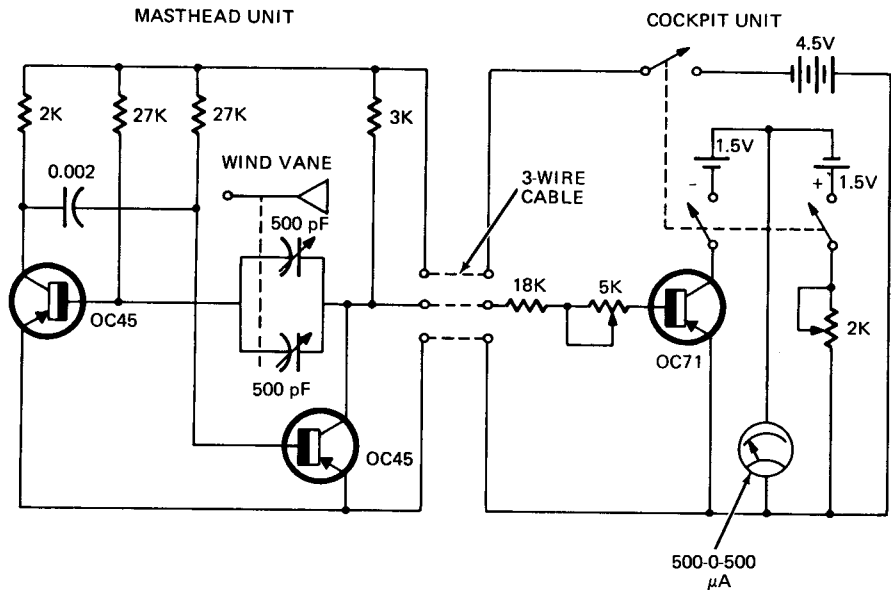 MASTHEAD UNIT
COCKPIT UNIT
4.5V
2K
27K
27K
3K
1.5V
1.5V
-
+
0.002
WIND VANE
500 pF
3-WIRE
CABLE
18K
5K
OC45
500 pF
OC71
2K
OC45
500-0-500
μA